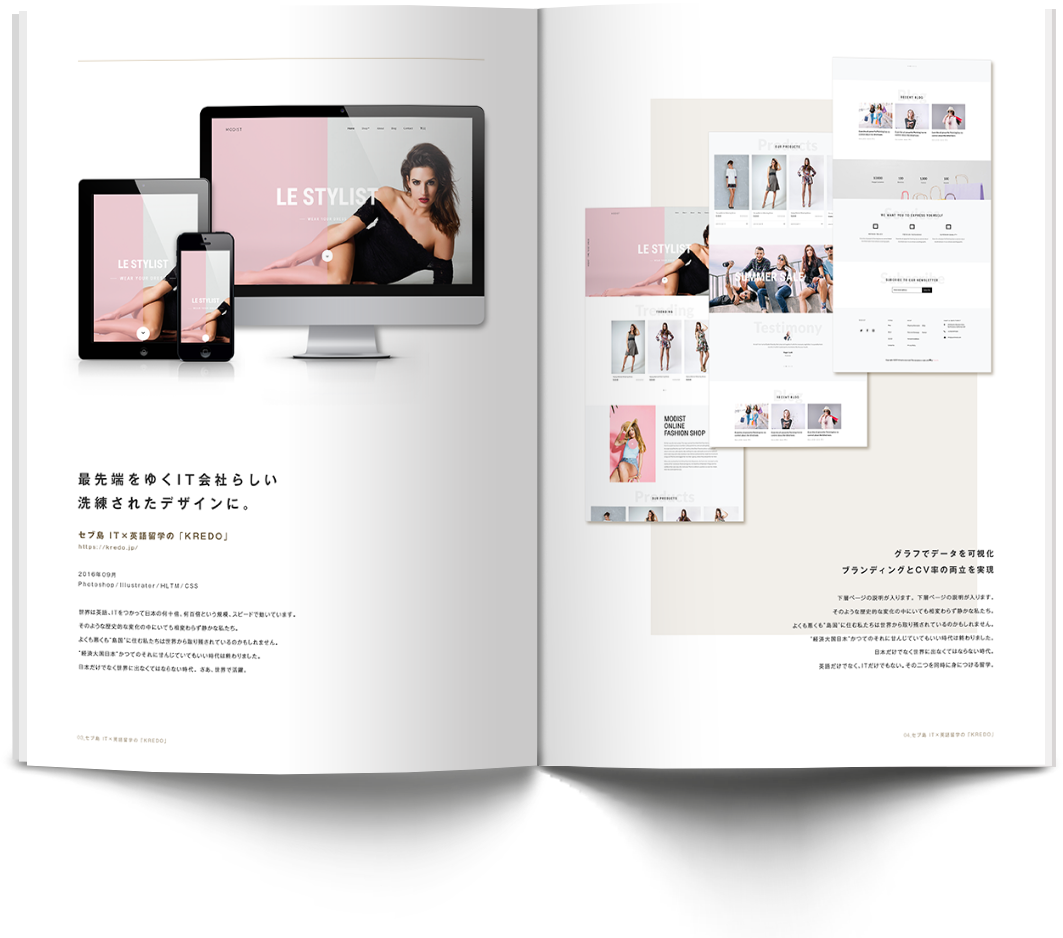 MODIST
LE STYLIST
LE STYLIST
LE STYLIST
最先端をゆくIT会社らしい
洗練されたデザインに。
セブ島 IT×英語留学の「KREDO」
https://kredo.jp/
2016年09月
Photoshop/Illustrater/HLTM/CSS
世界は英語。ITをつかって日本の何十倍、何百倍という規模、スピードで動いています。
そのような歴史的な変化の中にいても相変わらず静かな私たち。
よくも悪くも“島国”に住む私たちは世界から取り残されているのかもしれません。
“経済大国日本”かつてのそれに甘んじていてもいい時代は終わりました。
日本だけでなく世界に出なくてはならない時代。さあ、世界で活躍。
セブ島 IT×英語留学の「KREDO」
RECENT BLOG
WE WANT YOU TO EXPRESS YOURSELF
SUBSCRIBE TO OUR NEWSLETTER
Products
OUR PRODUCTS
SUMMER SALE
Testimony
RECENT BLOG
LE STYLIST
Trending
TRENDING
MODIST
ONLINE
FASHION SHOP
Products
OUR PRODUCTS
グラフでデータを可視化
ブランディングとCV率の両立を実現
下層ページの説明が入ります。下層ページの説明が入ります。
そのような歴史的な変化の中にいても相変わらず静かな私たち。
よくも悪くも“島国”に住む私たちは世界から取り残されているのかもしれません。
“経済大国日本”かつてのそれに甘んじていてもいい時代は終わりました。
日本だけでなく世界に出なくてはならない時代。
英語だけでなく、ITだけでもない。その二つを同時に身につける留学。
セブ島 IT×英語留学の「KREDO」